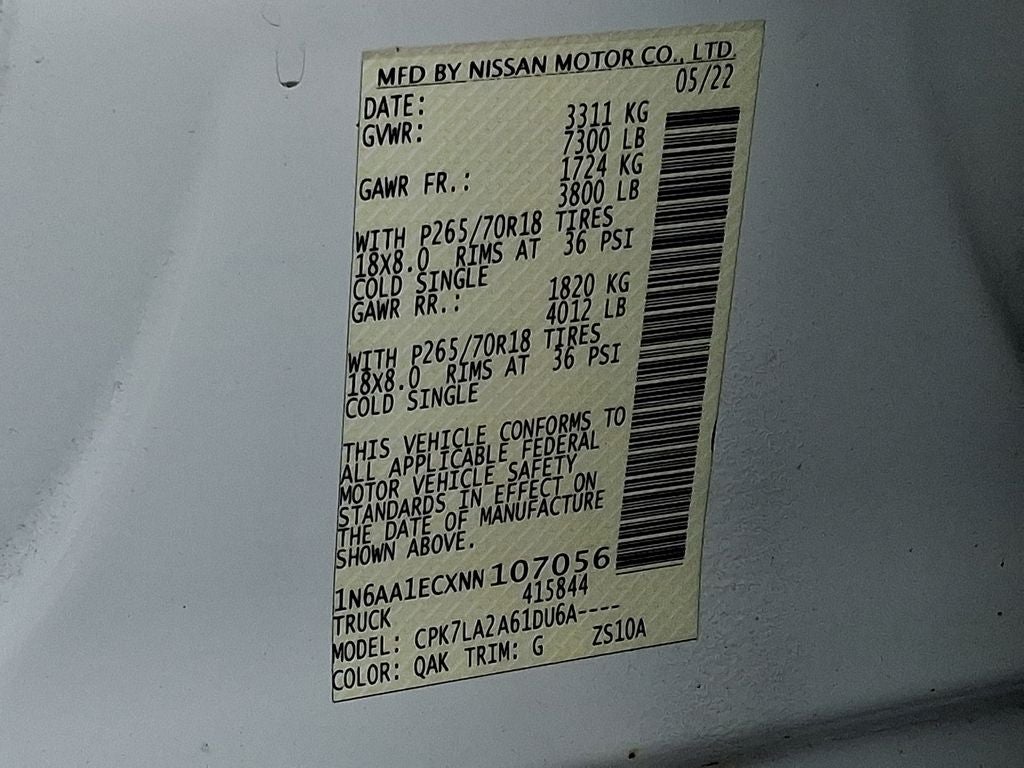 MFD BY NISSAN MOTOR CO., LTD.
DATE: 05/22
GVWR: 3311 KG
7300 LB
GAWR FR.: 1724 KG
3800 LB
WITH P265/70R18 TIRES
18X8.0 RIMS AT 36 PSI
COLD SINGLE
GAWR RR.: 1820 KG
4012 LB
WITH P265/70R18 TIRES
18X8.0 RIMS AT 36 PSI
COLD SINGLE
THIS VEHICLE CONFORMS TO
ALL APPLICABLE FEDERAL
MOTOR VEHICLE SAFETY
STANDARDS IN EFFECT ON
THE DATE OF MANUFACTURE
SHOWN ABOVE.
1N6AA1ECXNN107056
TRUCK 415844
MODEL: CPK7LA2A61DU6A----
COLOR: QAK TRIM: G ZS10A